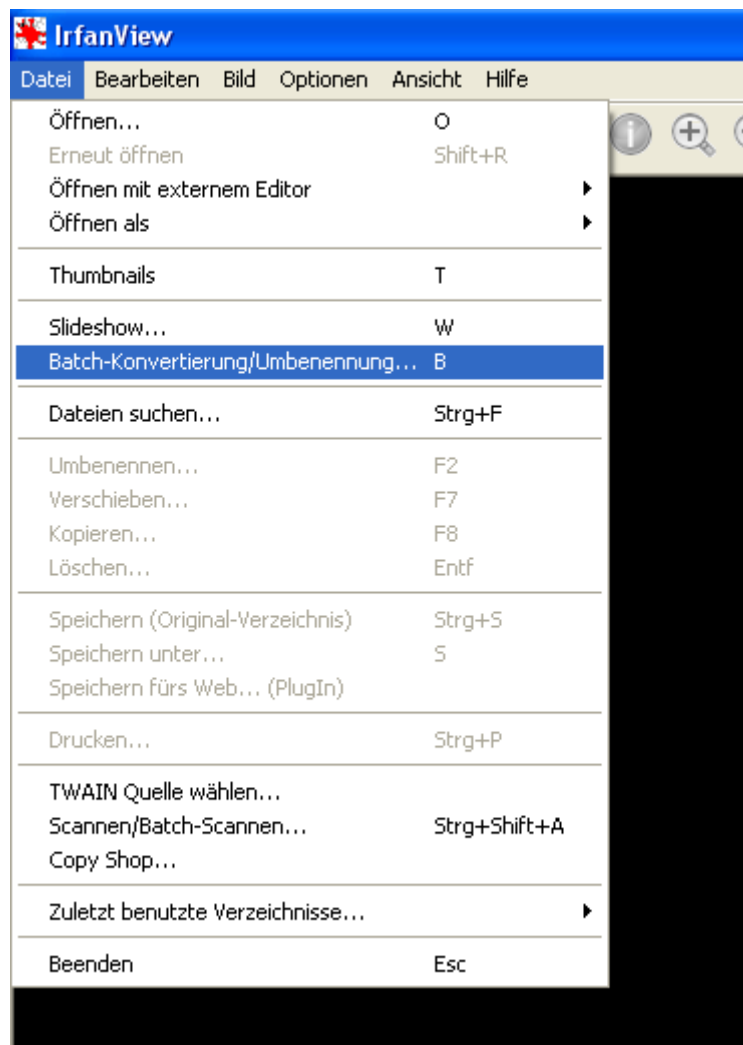 IrfanView
Datei Bearbeiten Bild Optionen Ansicht Hilfe
Öffnen... O
Erneut öffnen Shift+R
Öffnen mit externem Editor
Öffnen als
Thumbnails T
Slideshow... W
Batch-Konvertierung/Umbenennung... B
Dateien suchen... Strg+F
Umbenennen... F2
Verschieben... F7
Kopieren... F8
Löschen... Entf
Speichern (Original-Verzeichnis) Strg+S
Speichern unter... S
Speichern fürs Web... (PlugIn)
Drucken... Strg+P
TWAIN Quelle wählen...
Scannen/Batch-Scannen... Strg+Shift+A
Copy Shop...
Zuletzt benutzte Verzeichnisse...
Beenden Esc